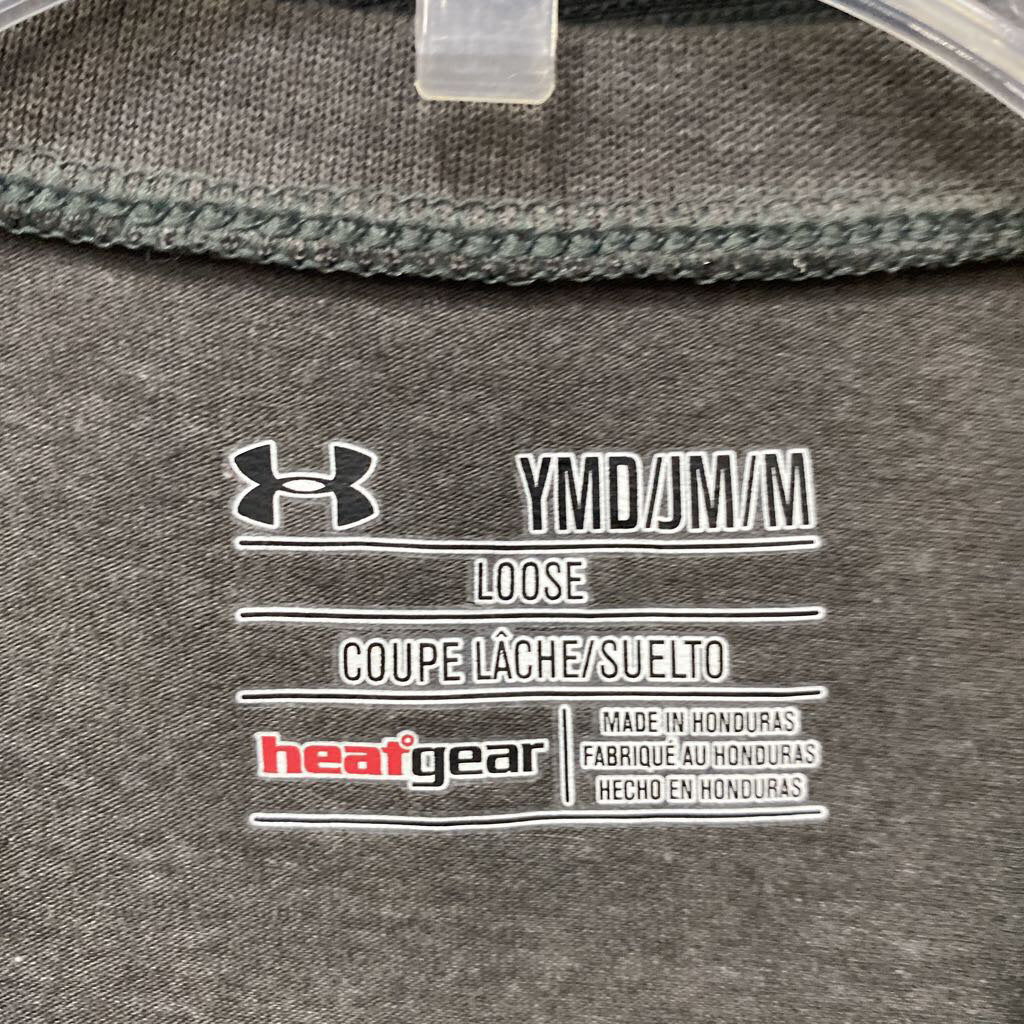 YMD/JM/M
LOOSE
COUPE LÂCHE/SUELTO
heatgear
MADE IN HONDURAS
FABRIQUÉ AU HONDURAS
HECHO EN HONDURAS